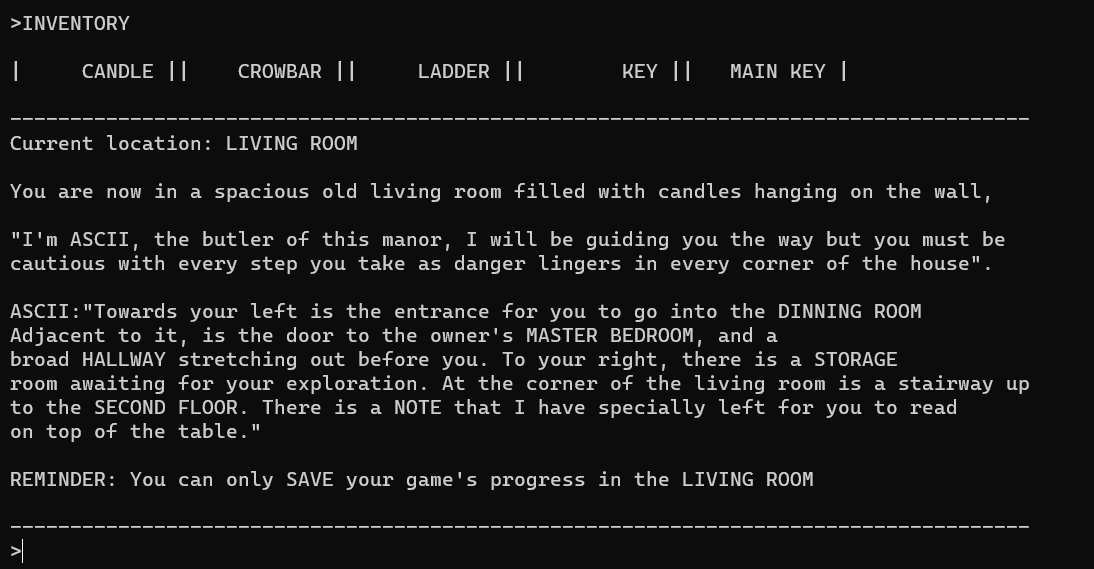 >INVENTORY
|     CANDLE ||    CROWBAR ||     LADDER ||        KEY ||   MAIN KEY |
_____________________________________________________________________________________
Current location: LIVING ROOM
You are now in a spacious old living room filled with candles hanging on the wall,
"I'm ASCII, the butler of this manor, I will be guiding you the way but you must be
cautious with every step you take as danger lingers in every corner of the house".
ASCII:"Towards your left is the entrance for you to go into the DINNING ROOM
Adjacent to it, is the door to the owner's MASTER BEDROOM, and a
broad HALLWAY stretching out before you. To your right, there is a STORAGE
room awaiting for your exploration. At the corner of the living room is a stairway up
to the SECOND FLOOR. There is a NOTE that I have specially left for you to read
on top of the table."
REMINDER: You can only SAVE your game's progress in the LIVING ROOM
_____________________________________________________________________________________
>